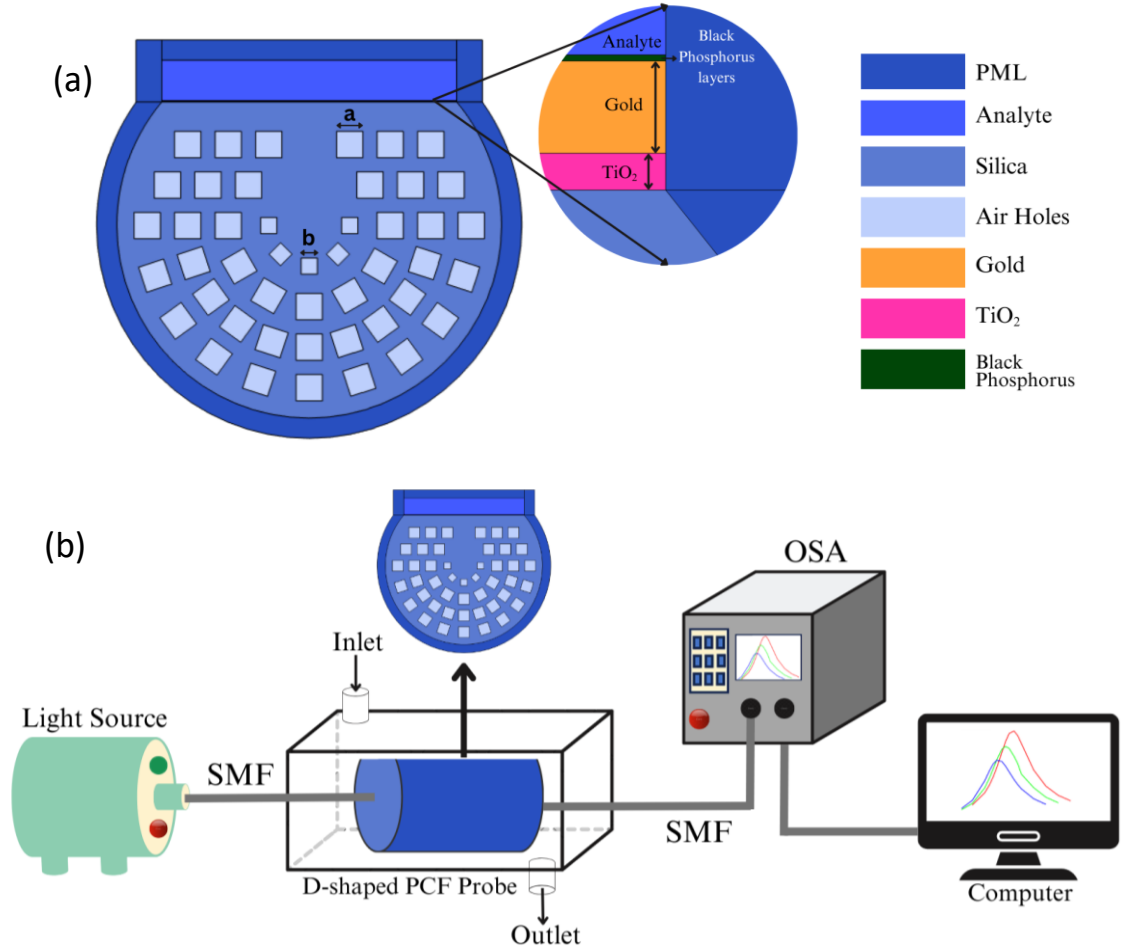 (a)
a
b
Analyte
Black
Phosphorus
layers
Gold
TiO₂
PML
Analyte
Silica
Air Holes
Gold
TiO₂
Black
Phosphorus
(b)
OSA
Inlet
Light Source
SMF
SMF
D-shaped PCF Probe
Outlet
Computer